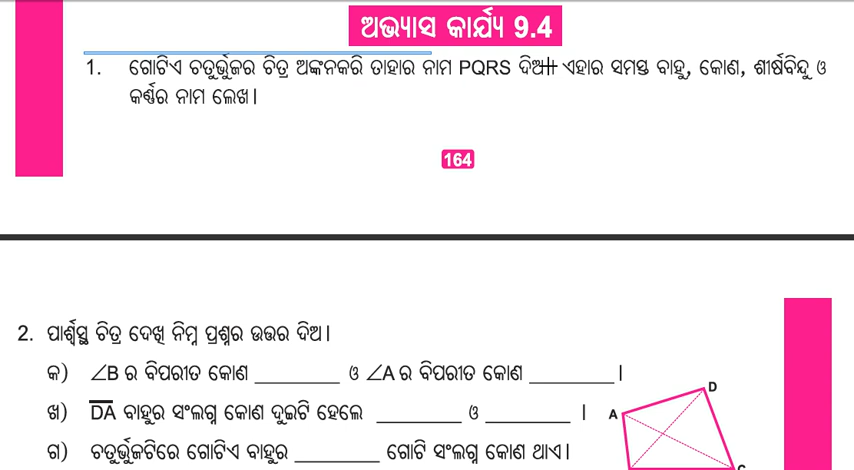 ଅଭ୍ୟାସ କାର୍ଯ୍ୟ 9.4
1. ଗୋଟିଏ ଚତୁର୍ଭୁଜର ଚିତ୍ର ଅଙ୍କନକରି ତାହାର ନାମ PQRS ଦିଅ। ଏହାର ସମସ୍ତ ବାହୁ, କୋଣ, ଶୀର୍ଷବିନ୍ଦୁ ଓ
କର୍ଣ୍ଣର ନାମ ଲେଖ।
164
2. ପାର୍ଶ୍ୱସ୍ଥ ଚିତ୍ର ଦେଖି ନିମ୍ନ ପ୍ରଶ୍ନର ଉତ୍ତର ଦିଅ।
କ) ∠B ର ବିପରୀତ କୋଣ ________ ଓ ∠A ର ବିପରୀତ କୋଣ ________।
D
ଖ) DA ବାହୁର ସଂଲଗ୍ନ କୋଣ ଦୁଇଟି ହେଲେ ________ ଓ ________ ।
A
ଗ) ଚତୁର୍ଭୁଜଟିରେ ଗୋଟିଏ ବାହୁର ________ ଗୋଟି ସଂଲଗ୍ନ କୋଣ ଥାଏ।
C